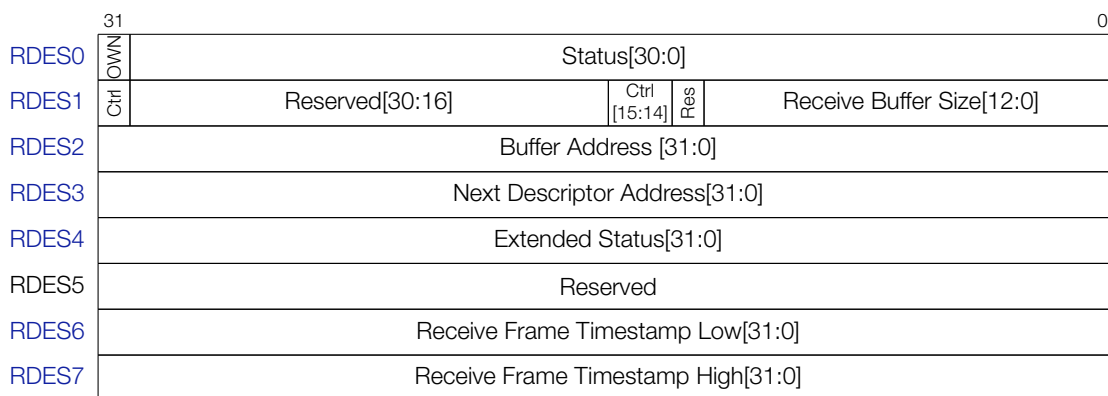 31 0
RDES0 OWN Status[30:0]
RDES1 Ctrl Reserved[30:16] Ctrl [15:14] Res Receive Buffer Size[12:0]
RDES2 Buffer Address [31:0]
RDES3 Next Descriptor Address[31:0]
RDES4 Extended Status[31:0]
RDES5 Reserved
RDES6 Receive Frame Timestamp Low[31:0]
RDES7 Receive Frame Timestamp High[31:0]